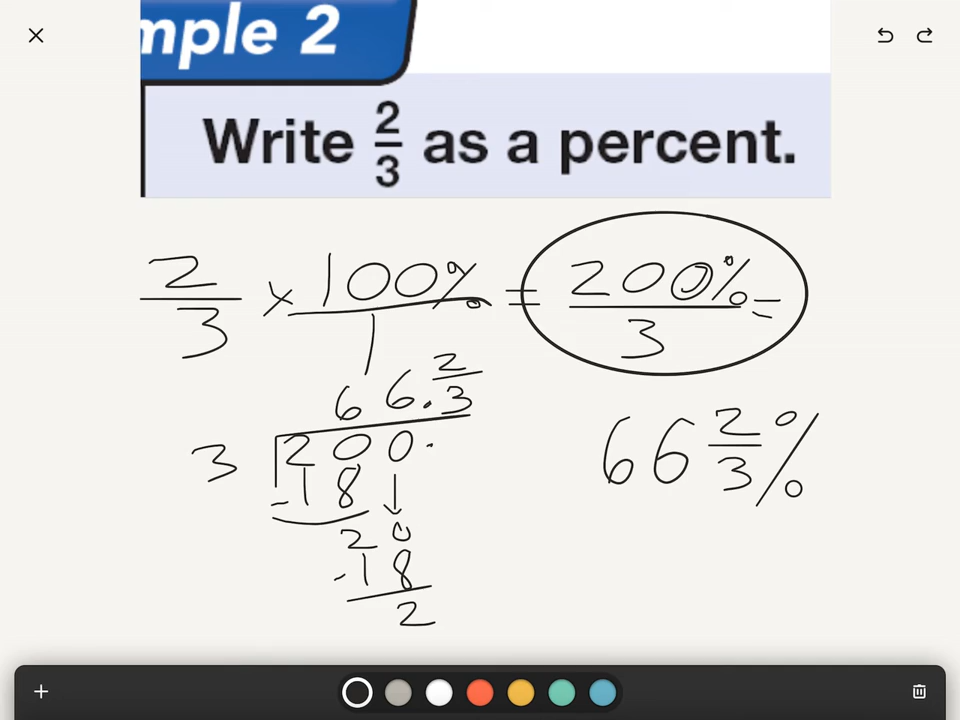 mple 2
Write 2/3 as a percent.
2/3 × 100%/1 = 200%/3 =
66.2/3
3 200.
-18
20
-18
2
66 2/3 %